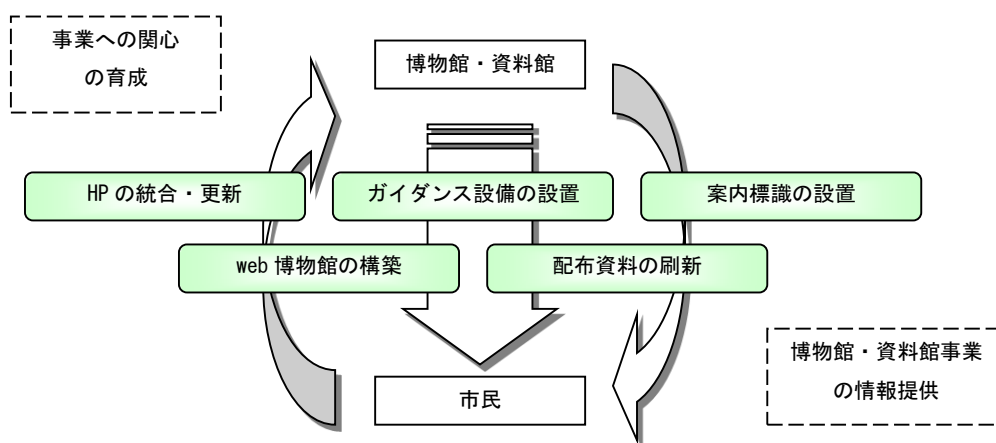 事業への関心
の育成
博物館・資料館
HP の統合・更新
ガイダンス設備の設置
案内標識の設置
web 博物館の構築
配布資料の刷新
博物館・資料館事業
の情報提供
市民